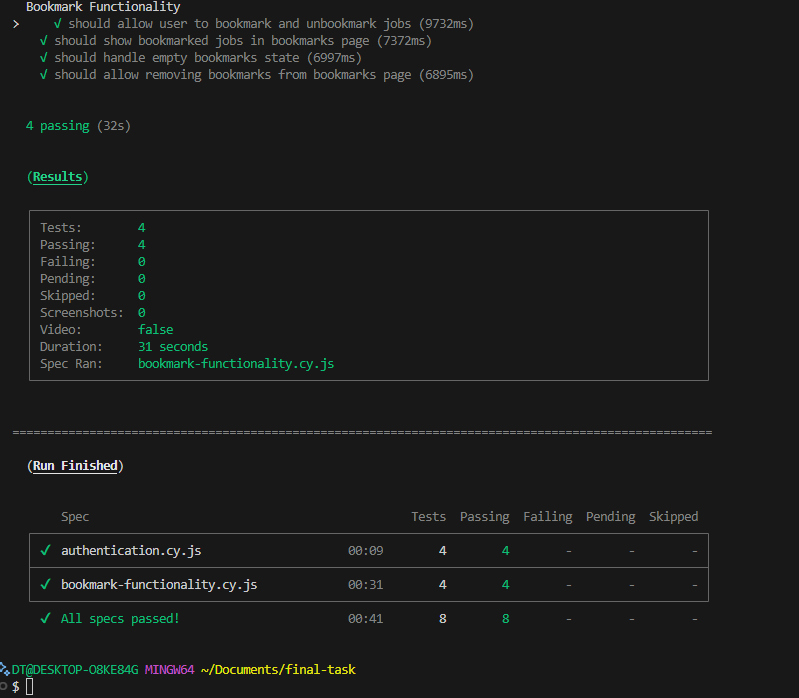 Bookmark Functionality
> √ should allow user to bookmark and unbookmark jobs (9732ms)
√ should show bookmarked jobs in bookmarks page (7372ms)
√ should handle empty bookmarks state (6997ms)
√ should allow removing bookmarks from bookmarks page (6895ms)
4 passing (32s)
(Results)
Tests: 4
Passing: 4
Failing: 0
Pending: 0
Skipped: 0
Screenshots: 0
Video: false
Duration: 31 seconds
Spec Ran: bookmark-functionality.cy.js
====================================================================================================
(Run Finished)
Spec Tests Passing Failing Pending Skipped
✓ authentication.cy.js 00:09 4 4 - - -
✓ bookmark-functionality.cy.js 00:31 4 4 - - -
✓ All specs passed! 00:41 8 8 - - -
DT@DESKTOP-O8KE84G MINGW64 ~/Documents/final-task
$